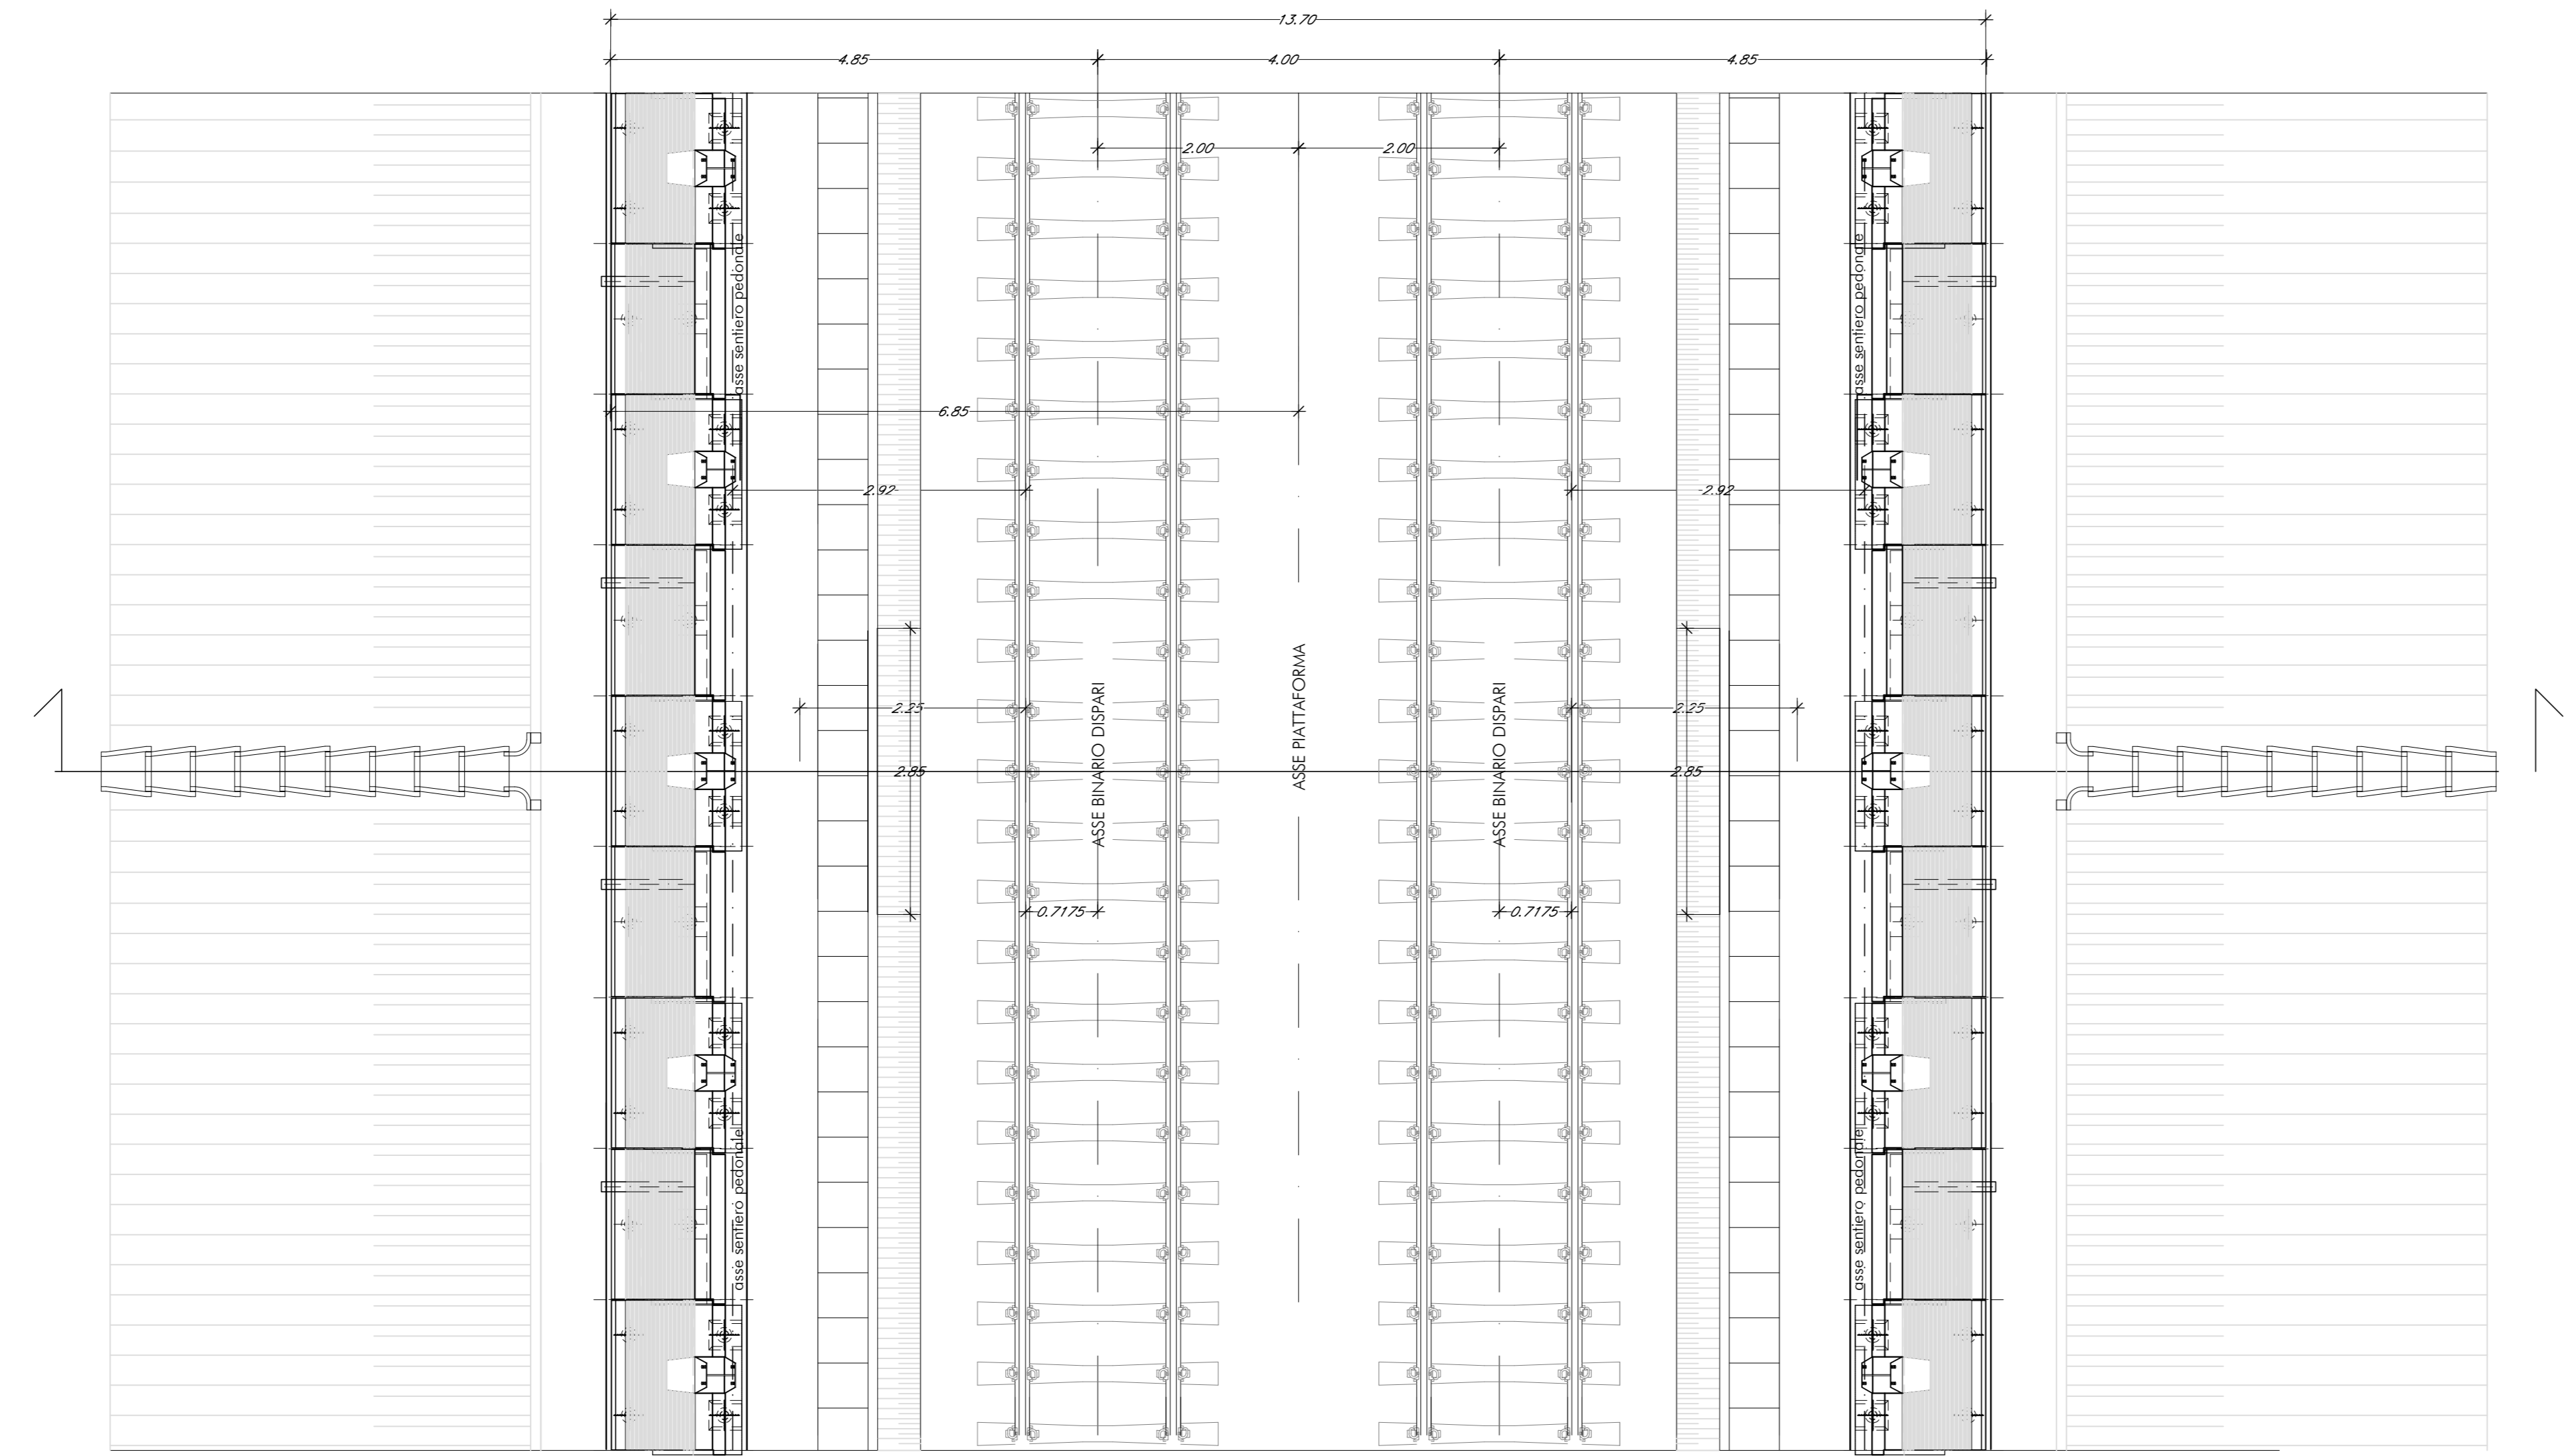 13.70
4.85
4.00
4.85
2.00
2.00
asse sentiero pedonale
asse sentiero pedonale
6.85
2.92
2.92
ASSE BINARIO DISPARI
ASSE PIATTAFORMA
ASSE BINARIO DISPARI
2.25
2.25
2.85
2.85
0.7175
0.7175
asse sentiero pedonale
asse sentiero pedonale